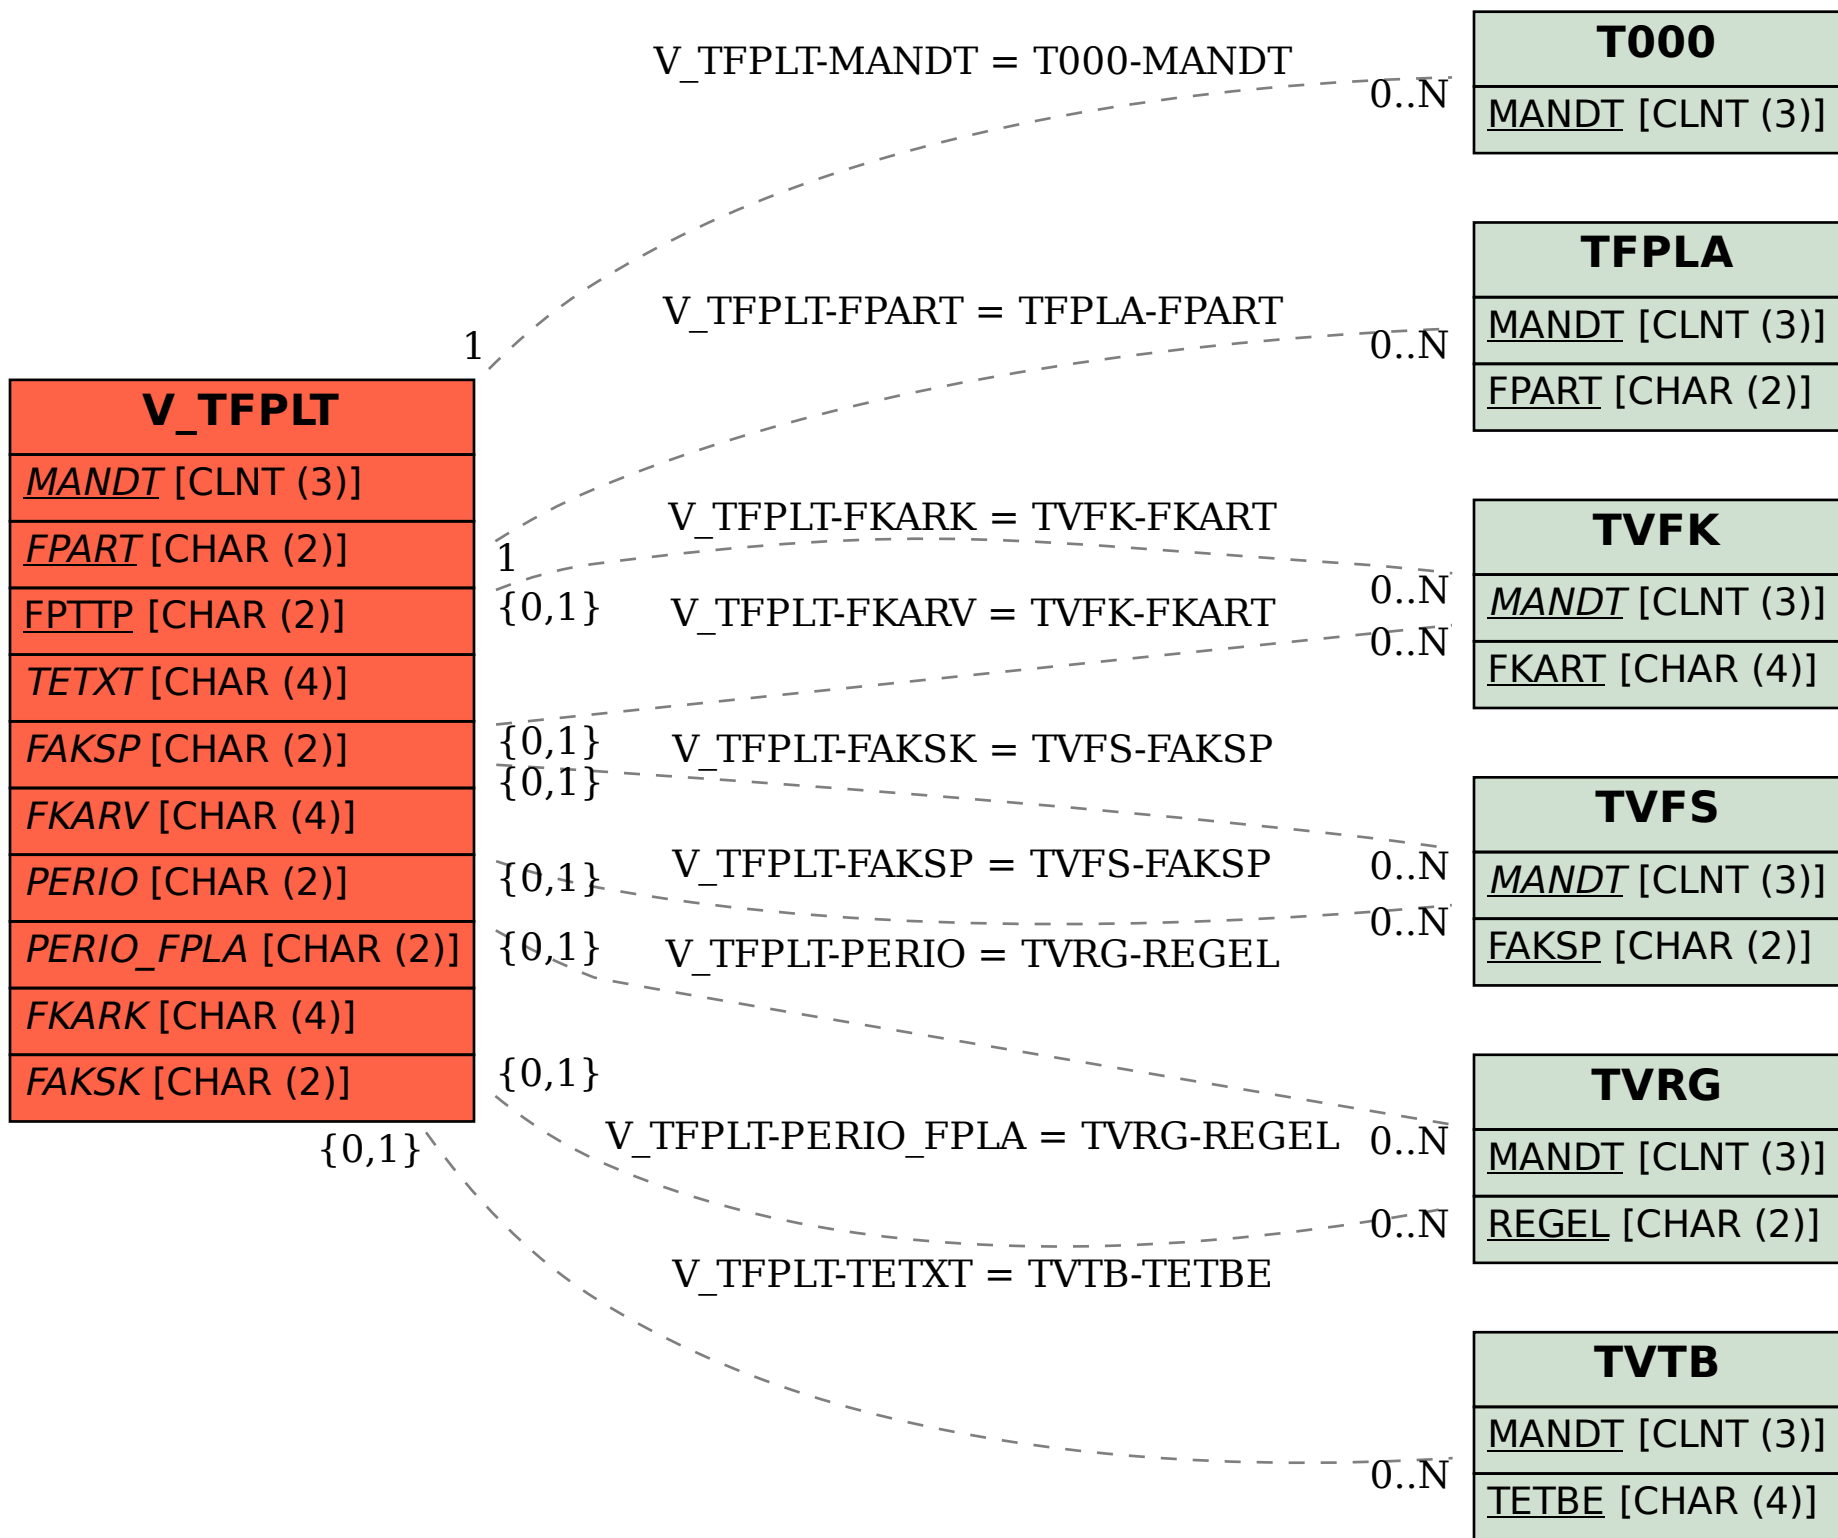 V_TFPLT
MANDT [CLNT (3)]
FPART [CHAR (2)]
FPTTP [CHAR (2)]
TETXT [CHAR (4)]
FAKSP [CHAR (2)]
FKARV [CHAR (4)]
PERIO [CHAR (2)]
PERIO_FPLA [CHAR (2)]
FKARK [CHAR (4)]
FAKSK [CHAR (2)]
V_TFPLT-MANDT = T000-MANDT
0..N
1
V_TFPLT-FPART = TFPLA-FPART
0..N
1
V_TFPLT-FKARK = TVFK-FKART
0..N
{0,1}
V_TFPLT-FKARV = TVFK-FKART
0..N
{0,1}
V_TFPLT-FAKSK = TVFS-FAKSP
{0,1}
0..N
V_TFPLT-FAKSP = TVFS-FAKSP
{0,1}
0..N
V_TFPLT-PERIO = TVRG-REGEL
{0,1}
0..N
V_TFPLT-PERIO_FPLA = TVRG-REGEL
{0,1}
0..N
V_TFPLT-TETXT = TVTB-TETBE
{0,1}
0..N
T000
MANDT [CLNT (3)]
TFPLA
MANDT [CLNT (3)]
FPART [CHAR (2)]
TVFK
MANDT [CLNT (3)]
FKART [CHAR (4)]
TVFS
MANDT [CLNT (3)]
FAKSP [CHAR (2)]
TVRG
MANDT [CLNT (3)]
REGEL [CHAR (2)]
TVTB
MANDT [CLNT (3)]
TETBE [CHAR (4)]